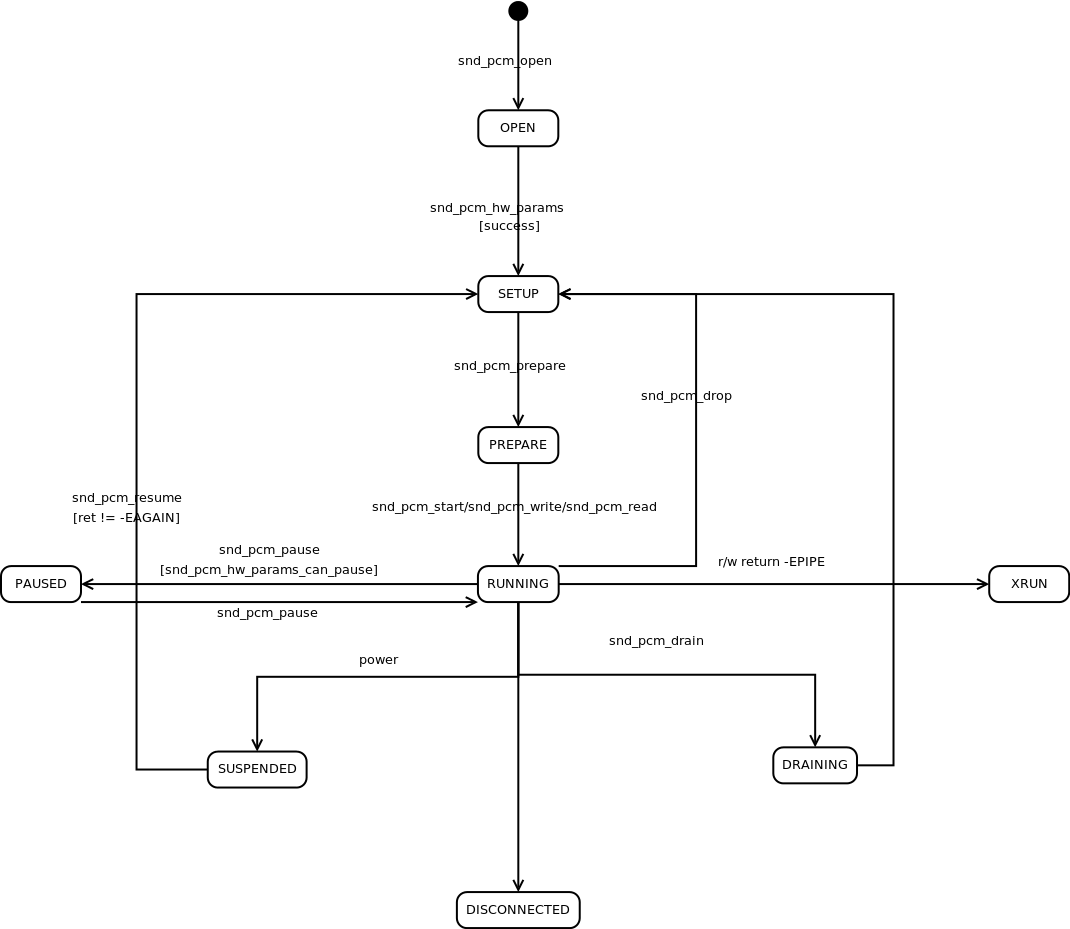 snd_pcm_open
OPEN
snd_pcm_hw_params
[success]
SETUP
snd_pcm_prepare
snd_pcm_drop
PREPARE
snd_pcm_resume
[ret != -EAGAIN]
snd_pcm_start/snd_pcm_write/snd_pcm_read
snd_pcm_pause
[snd_pcm_hw_params_can_pause]
r/w return -EPIPE
PAUSED
RUNNING
XRUN
snd_pcm_pause
snd_pcm_drain
power
SUSPENDED
DRAINING
DISCONNECTED